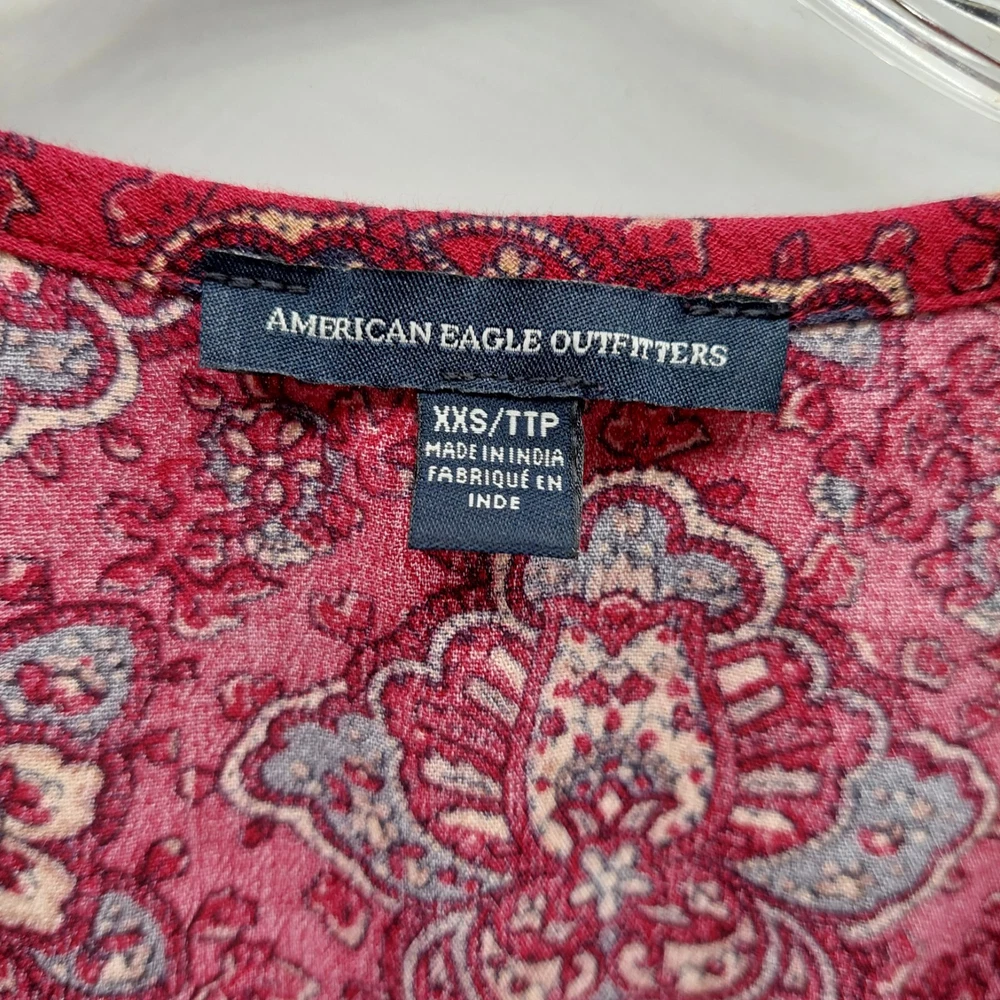 AMERICAN EAGLE OUTFITTERS
XXS/TTP
MADE IN INDIA
FABRIQUÉ EN
INDE